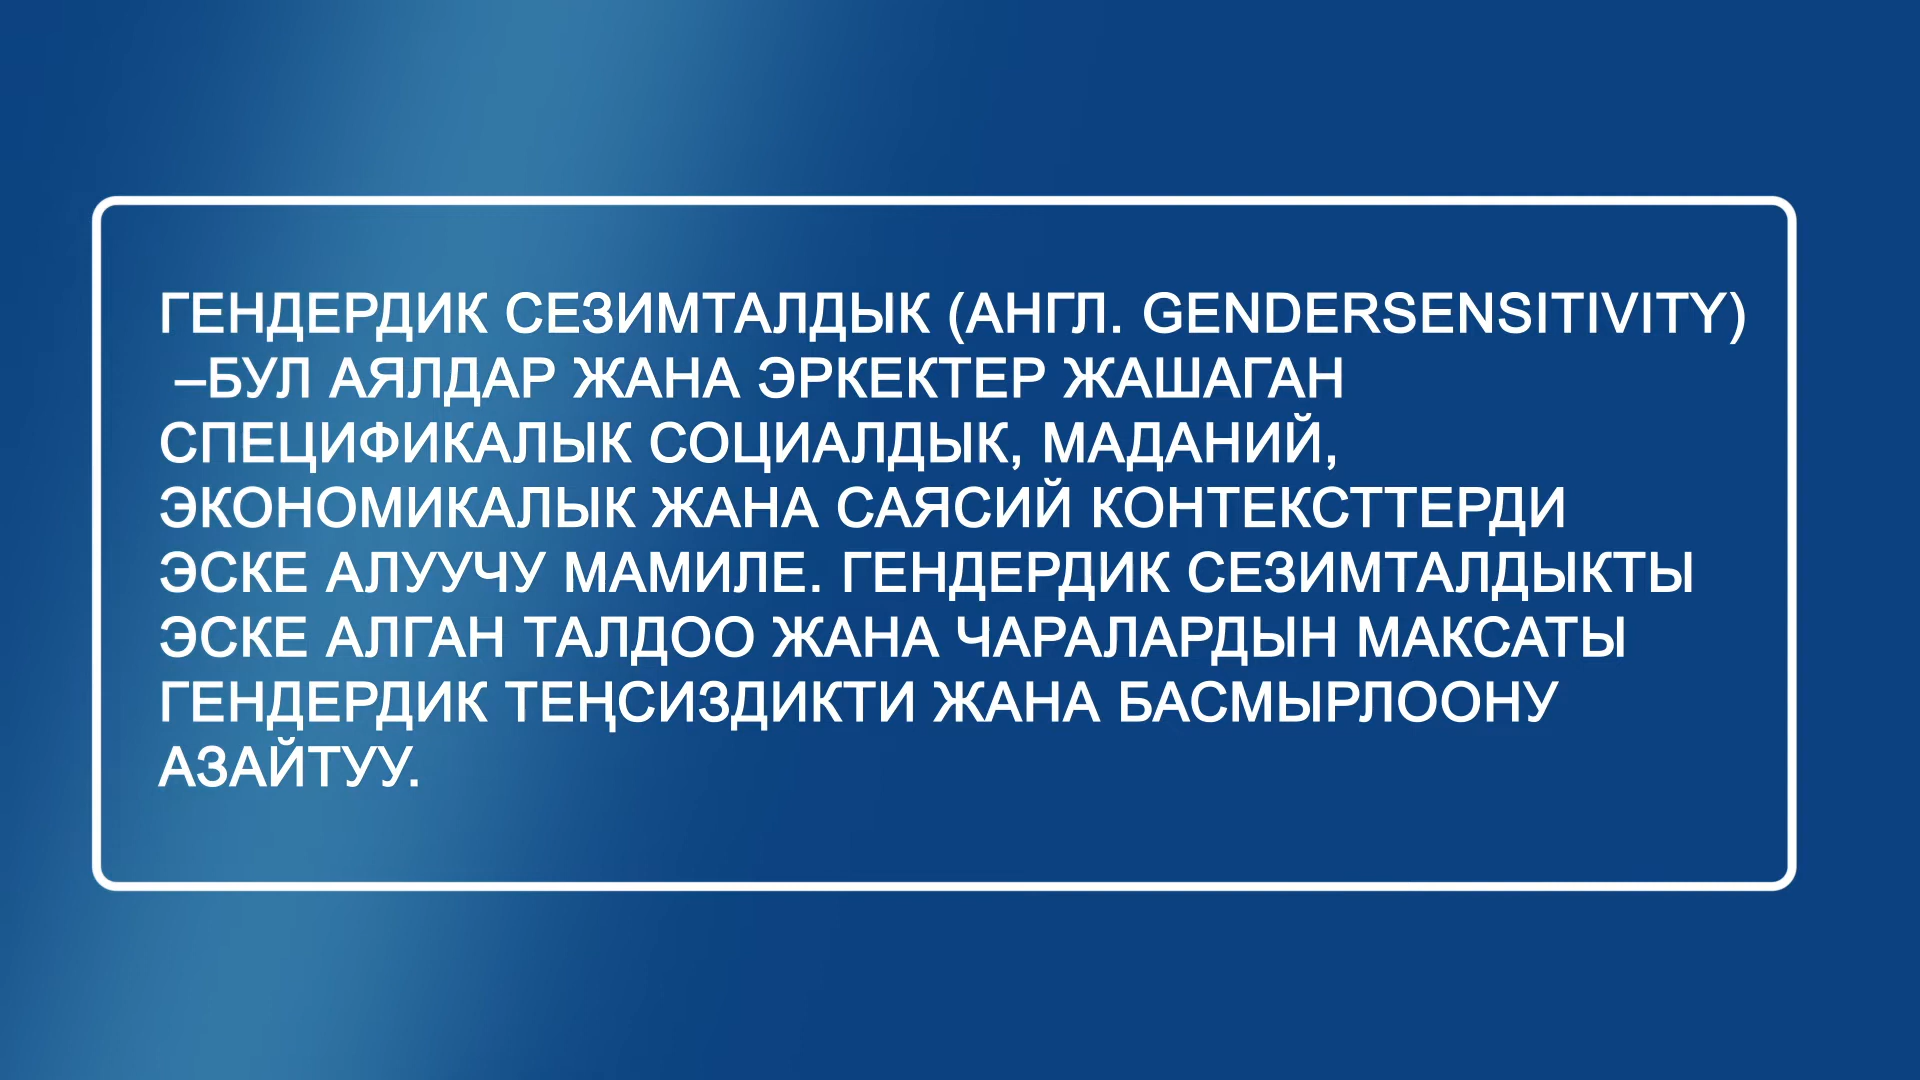 ГЕНДЕРДИК СЕЗИМТАЛДЫК (АНГЛ. GENDERSENSITIVITY)
–БУЛ АЯЛДАР ЖАНА ЭРКЕКТЕР ЖАШАГАН
СПЕЦИФИКАЛЫК СОЦИАЛДЫК, МАДАНИЙ,
ЭКОНОМИКАЛЫК ЖАНА САЯСИЙ КОНТЕКСТТЕРДИ
ЭСКЕ АЛУУЧУ МАМИЛЕ. ГЕНДЕРДИК СЕЗИМТАЛДЫКТЫ
ЭСКЕ АЛГАН ТАЛДОО ЖАНА ЧАРАЛАРДЫН МАКСАТЫ
ГЕНДЕРДИК ТЕҢСИЗДИКТИ ЖАНА БАСМЫРЛООНУ
АЗАЙТУУ.